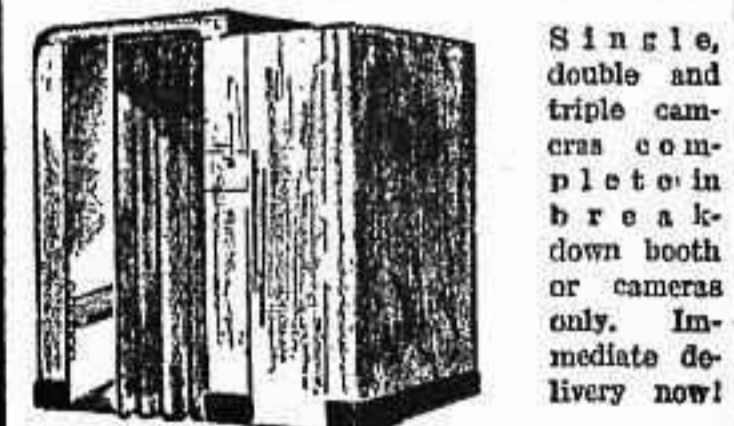 Single,
double and
triple cam-
eras com-
plete in
break-
down booth
or cameras
only. Im-
mediate de-
livery now!